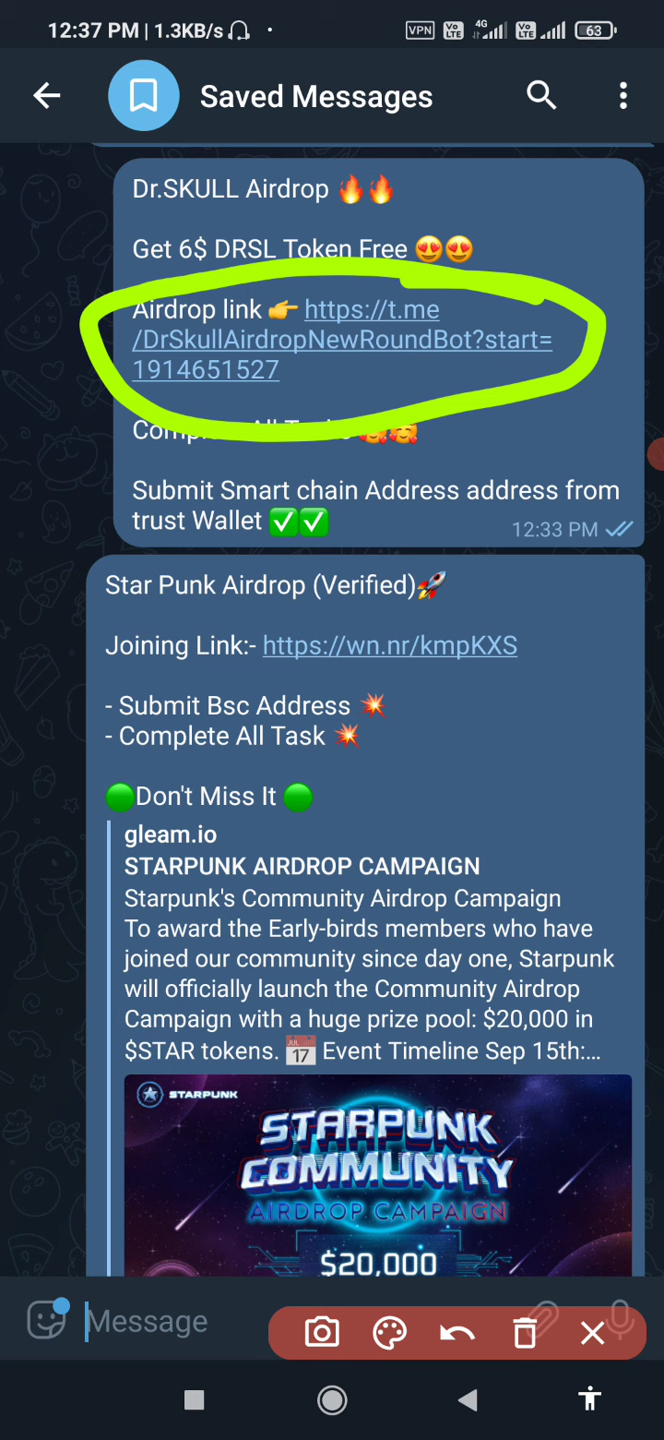 12:37 PM | 1.3KB/s
VPN Vo LTE 4G Vo LTE 63
Saved Messages
Dr.SKULL Airdrop 🔥🔥
Get 6$ DRSL Token Free 😍😍
Airdrop link 👉 https://t.me
/DrSkullAirdropNewRoundBot?start=
1914651527
🥰🥰
Submit Smart chain Address address from
trust Wallet ✅✅
12:33 PM
Star Punk Airdrop (Verified)🚀
Joining Link:- https://wn.nr/kmpKXS
- Submit Bsc Address 💥
- Complete All Task 💥
🟢Don't Miss It 🟢
gleam.io
STARPUNK AIRDROP CAMPAIGN
Starpunk's Community Airdrop Campaign
To award the Early-birds members who have
joined our community since day one, Starpunk
will officially launch the Community Airdrop
Campaign with a huge prize pool: $20,000 in
$STAR tokens. 📅 Event Timeline Sep 15th:...
STARPUNK
STARPUNK
COMMUNITY
AIRDROP CAMPAIGN
$20,000
Message